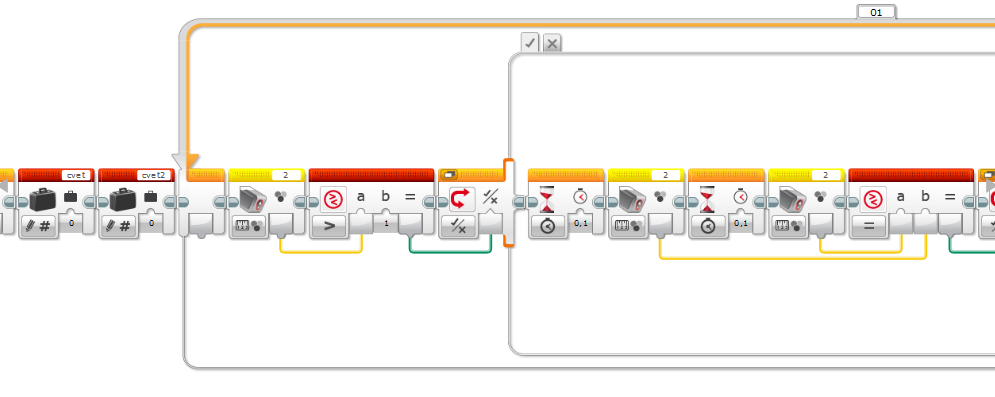 01
cvet
cvet2
2
2
2
# 0
# 0
> a b = 1
0,1
0,1
= a b =